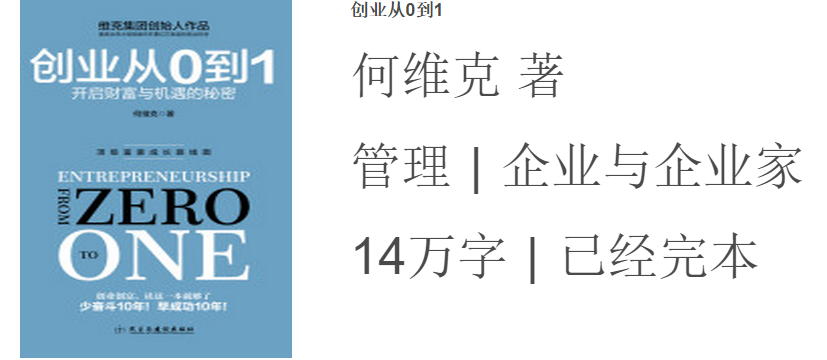 维克集团创始人作品
创业从0到1
开启财富与机遇的秘密
何维克◎著
ENTREPRENEURSHIP
FROM
ZERO
TO
ONE
创业创富，读这一本就够了
少奋斗10年！早成功10年！
创业从0到1
何维克 著
管理 | 企业与企业家
14万字 | 已经完本